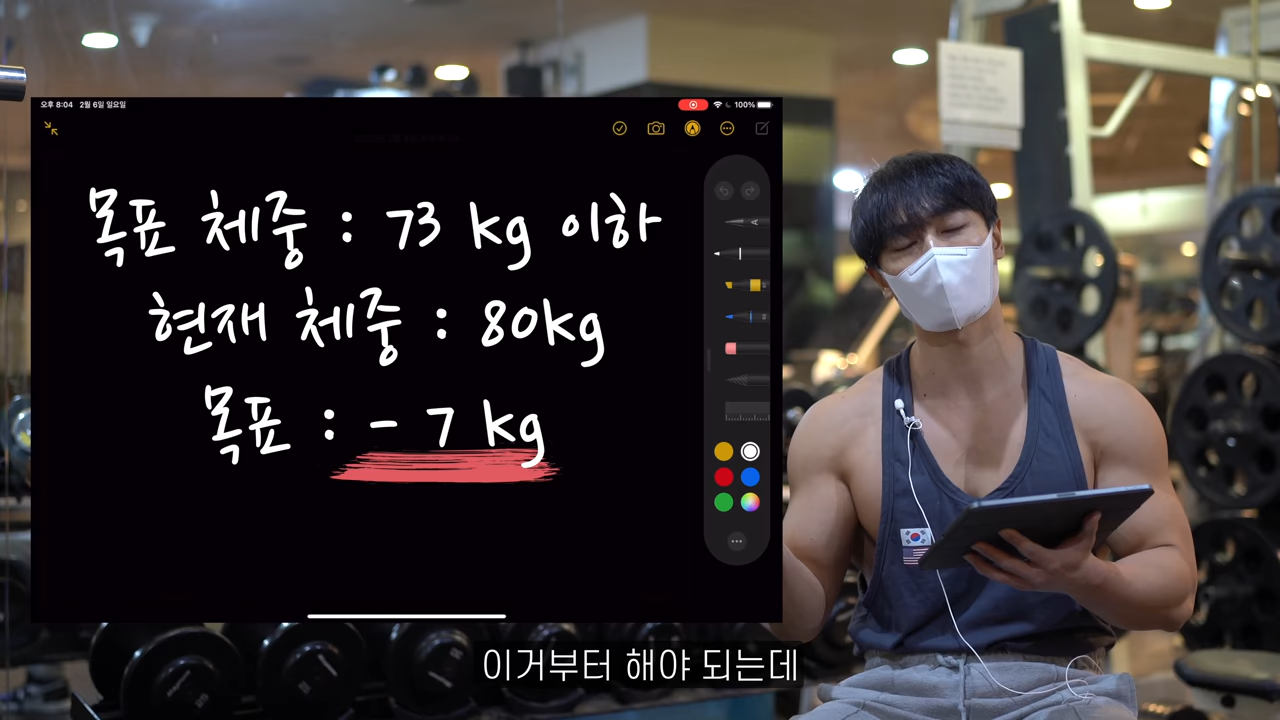 오후 8:04 2월 6일 일요일
100%
목표 체중 : 73 kg 이하
현재 체중 : 80kg
목표 : - 7 kg
이거부터 해야 되는데